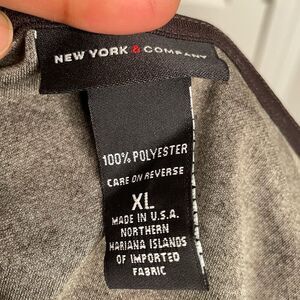 NEW YORK & COMPANY
100% POLYESTER
CARE ON REVERSE
XL
MADE IN U.S.A.
NORTHERN
MARIANA ISLANDS
OF IMPORTED
FABRIC